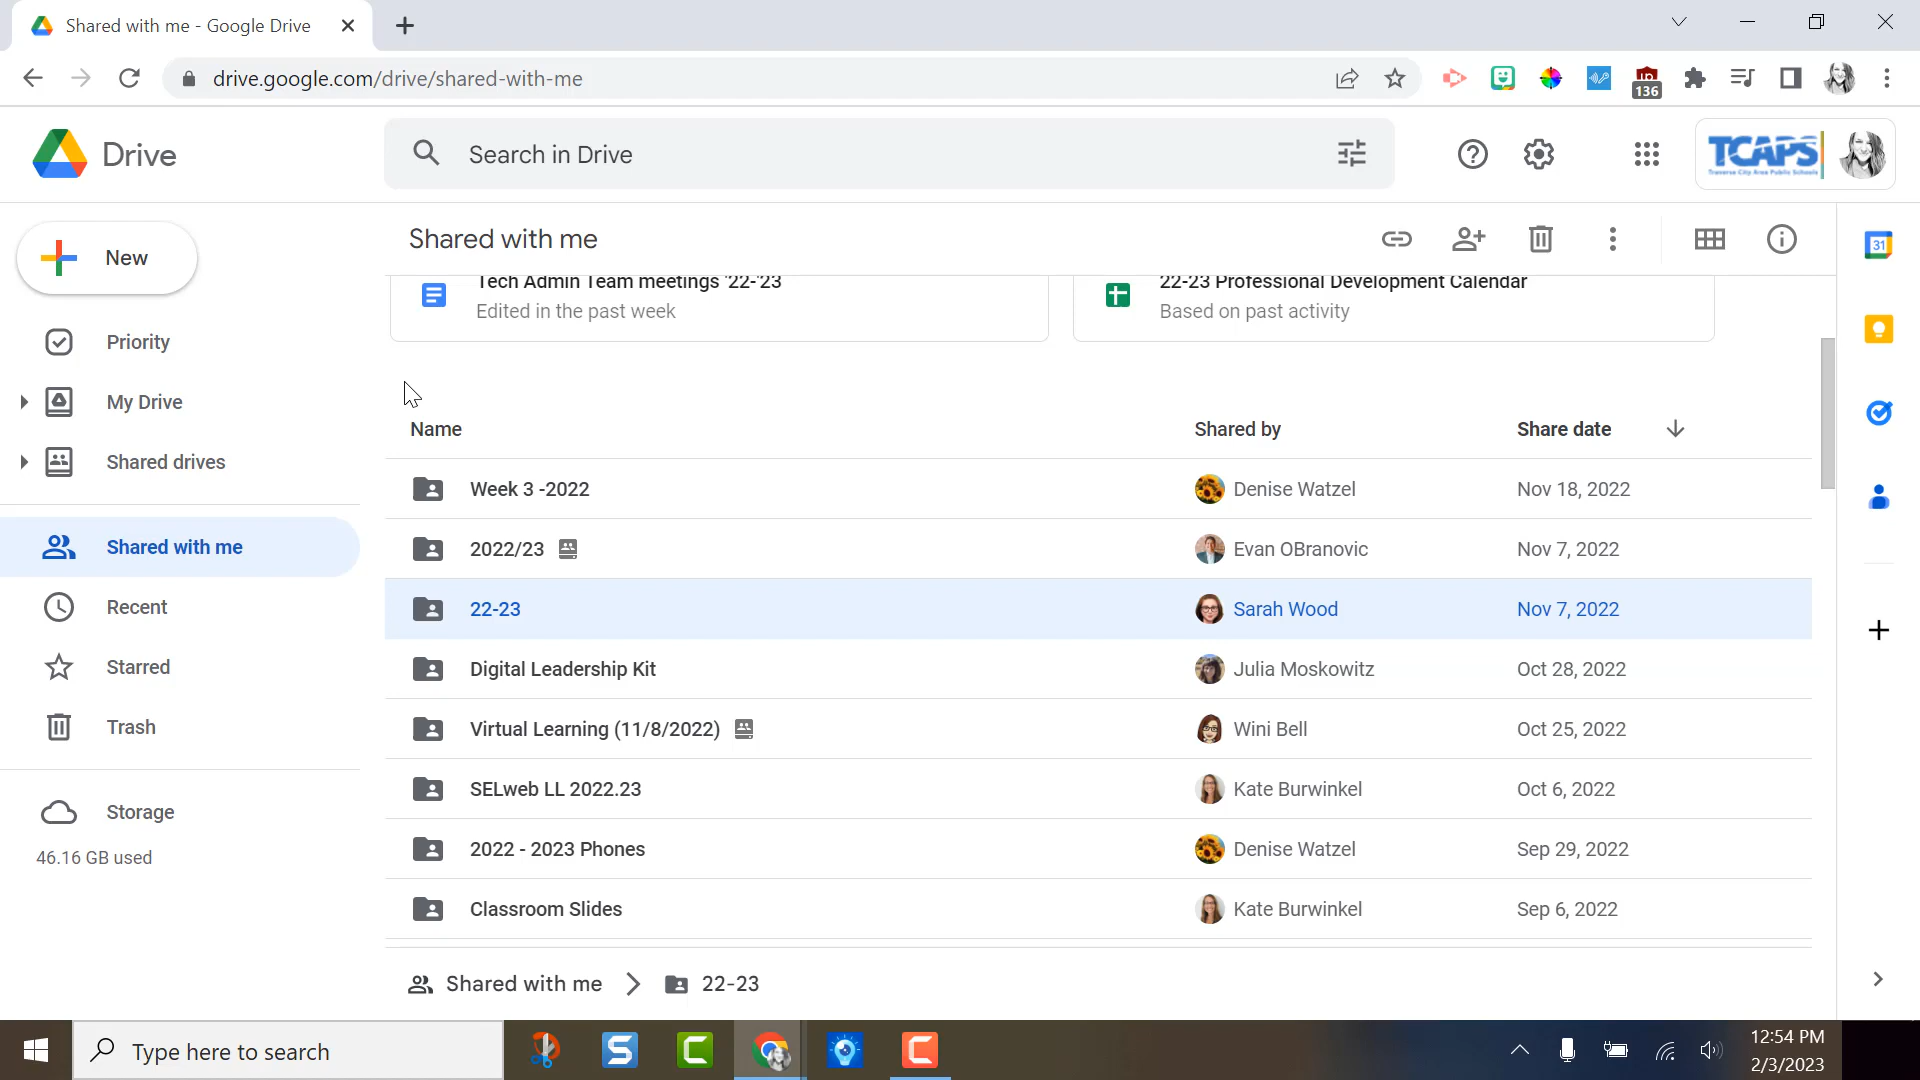 Shared with me - Google Drive
drive.google.com/drive/shared-with-me
136
Drive
Search in Drive
TCAPS
Traverse City Area Public Schools
New
Shared with me
31
Tech Admin Team meetings '22-'23
Edited in the past week
22-23 Professional Development Calendar
Based on past activity
Priority
My Drive
Shared drives
Shared with me
Recent
Starred
Trash
Storage
46.16 GB used
Name Shared by Share date
Week 3 -2022 Denise Watzel Nov 18, 2022
2022/23 Evan OBranovic Nov 7, 2022
22-23 Sarah Wood Nov 7, 2022
Digital Leadership Kit Julia Moskowitz Oct 28, 2022
Virtual Learning (11/8/2022) Wini Bell Oct 25, 2022
SELweb LL 2022.23 Kate Burwinkel Oct 6, 2022
2022 - 2023 Phones Denise Watzel Sep 29, 2022
Classroom Slides Kate Burwinkel Sep 6, 2022
Shared with me 22-23
Type here to search
S
C
C
12:54 PM
2/3/2023